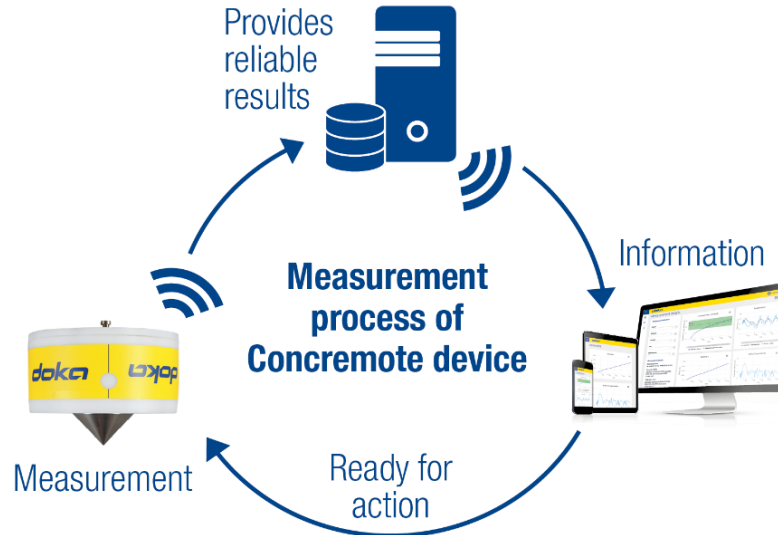 Provides
reliable
results
Information
Measurement
process of
Concremote device
doka
doka
Measurement
Ready for
action